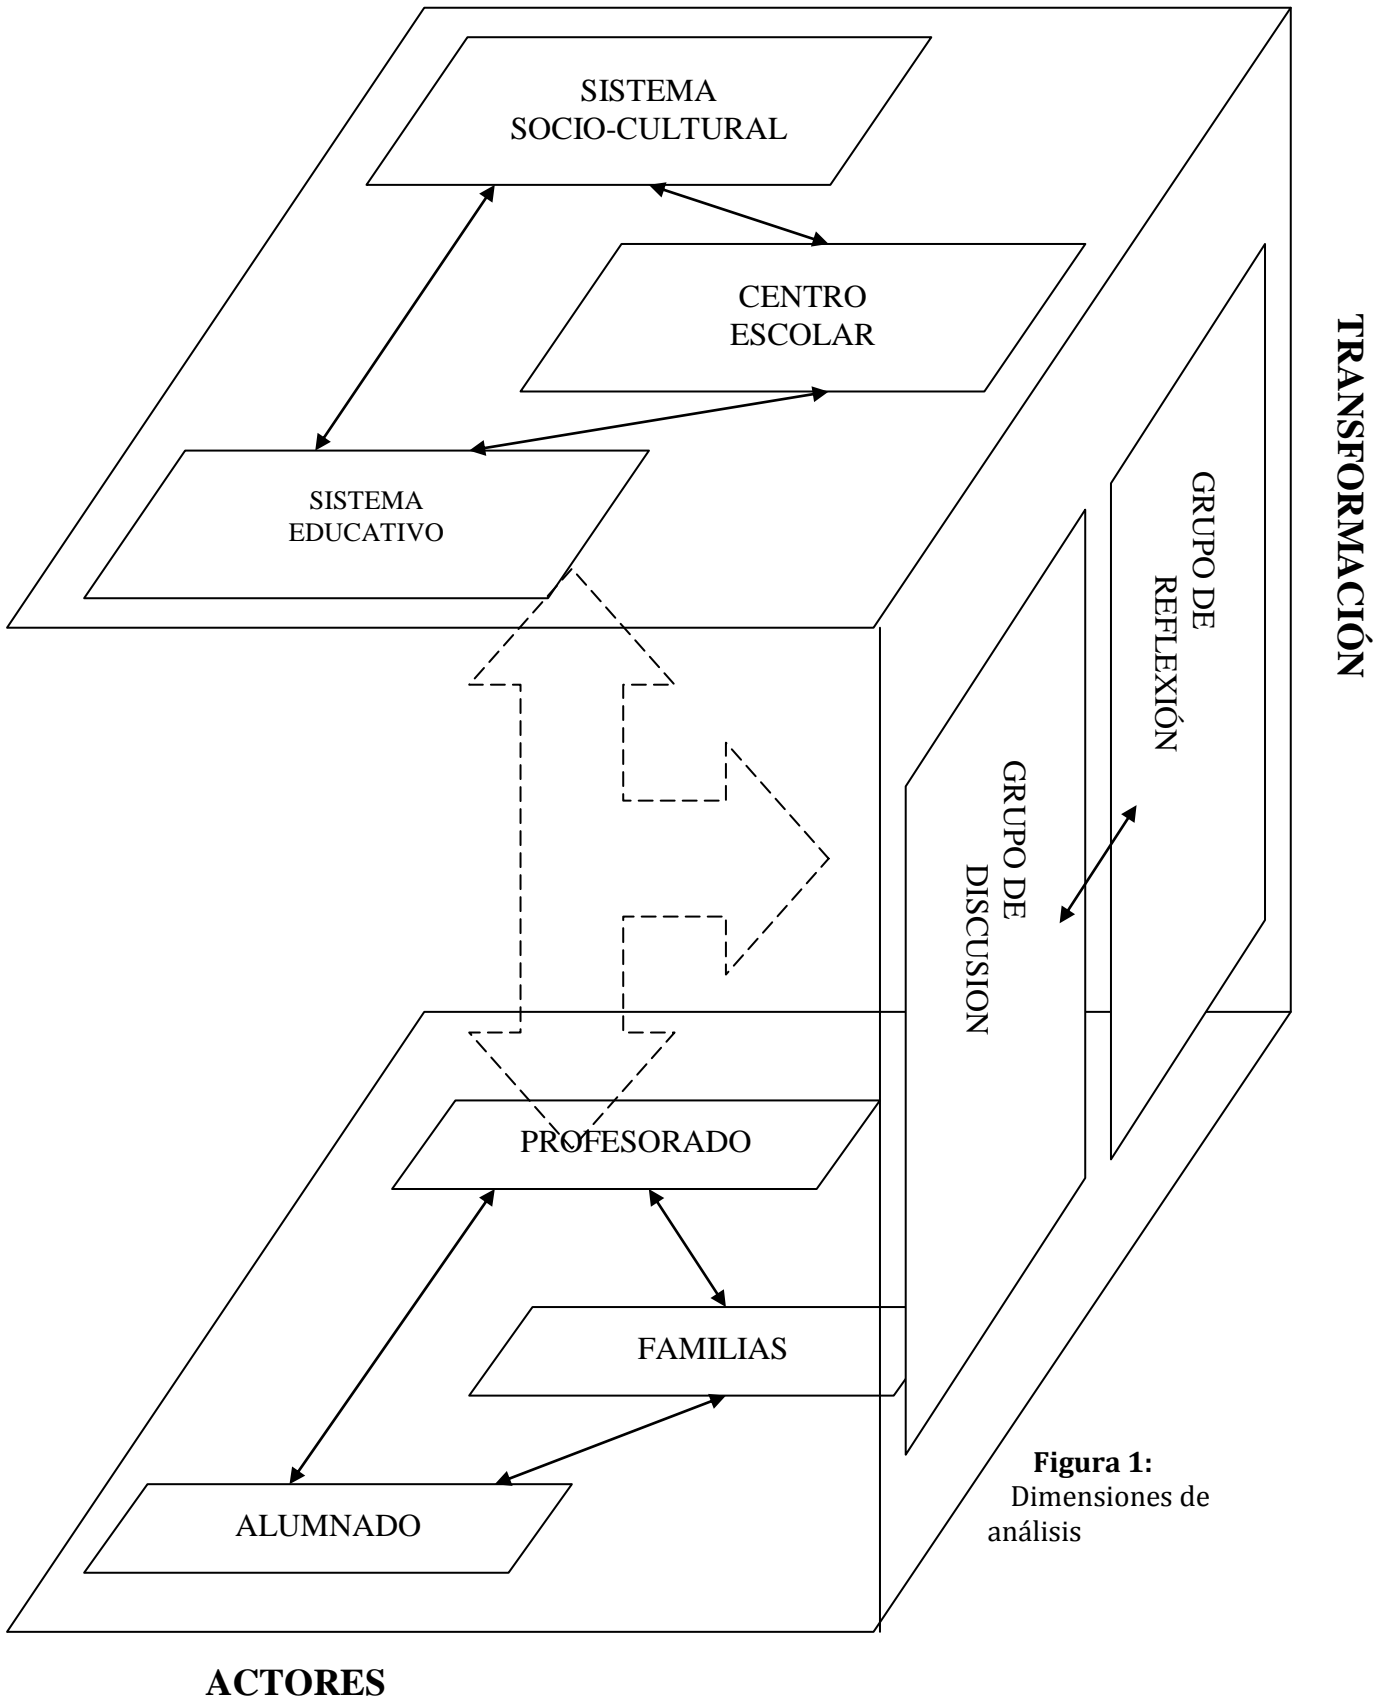 SISTEMA
SOCIO-CULTURAL
CENTRO
ESCOLAR
SISTEMA
EDUCATIVO
TRANSFORMACIÓN
GRUPO DE
REFLEXIÓN
GRUPO DE
DISCUSION
PROFESORADO
FAMILIAS
ALUMNADO
Figura 1:
Dimensiones de
análisis
ACTORES